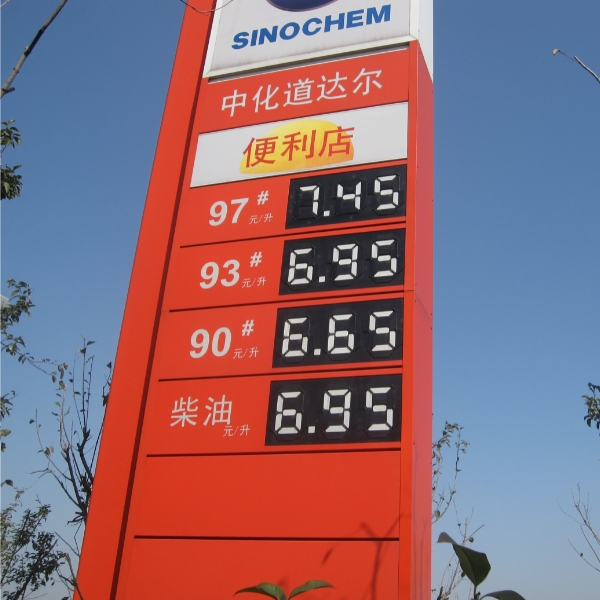 SINOCHEM
中化道达尔
便利店
97# 元/升 7.45
93# 元/升 6.95
90# 元/升 6.65
柴油 元/升 6.95